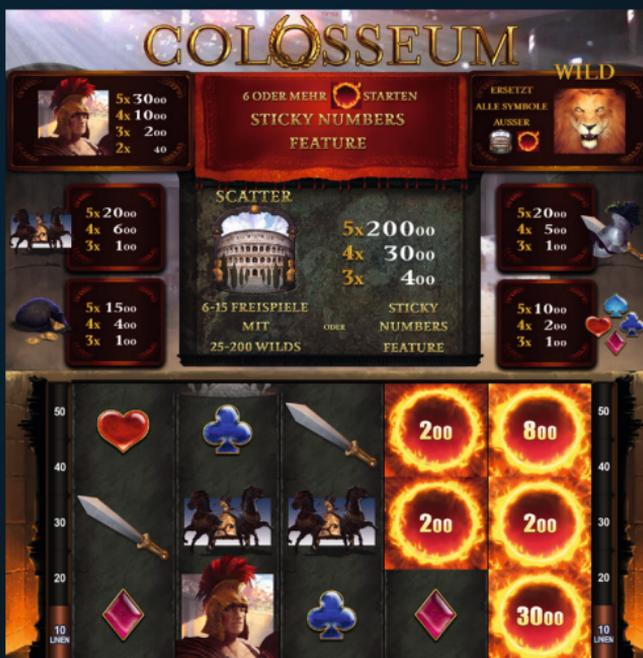 COLOSSEUM
WILD
5x 3000
4x 1000
3x 200
2x 40
6 ODER MEHR STARTEN
STICKY NUMBERS
FEATURE
ERSETZT
ALLE SYMBOLE
AUSSER
5x 2000
4x 600
3x 100
SCATTER
5x 20000
4x 3000
3x 400
5x 2000
4x 500
3x 100
5x 1500
4x 400
3x 100
6-15 FREISPIELE
MIT
25-200 WILDS
ODER
STICKY
NUMBERS
FEATURE
5x 1000
4x 200
3x 100
50
200
800
50
40
40
30
200
200
30
20
20
10
LINIEN
3000
10
LINIEN